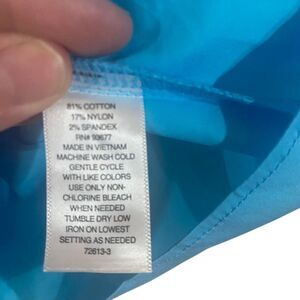 81% COTTON
17% NYLON
2% SPANDEX
RN# 93677
MADE IN VIETNAM
MACHINE WASH COLD
GENTLE CYCLE
WITH LIKE COLORS
USE ONLY NON-
CHLORINE BLEACH
WHEN NEEDED
TUMBLE DRY LOW
IRON ON LOWEST
SETTING AS NEEDED
72613-3